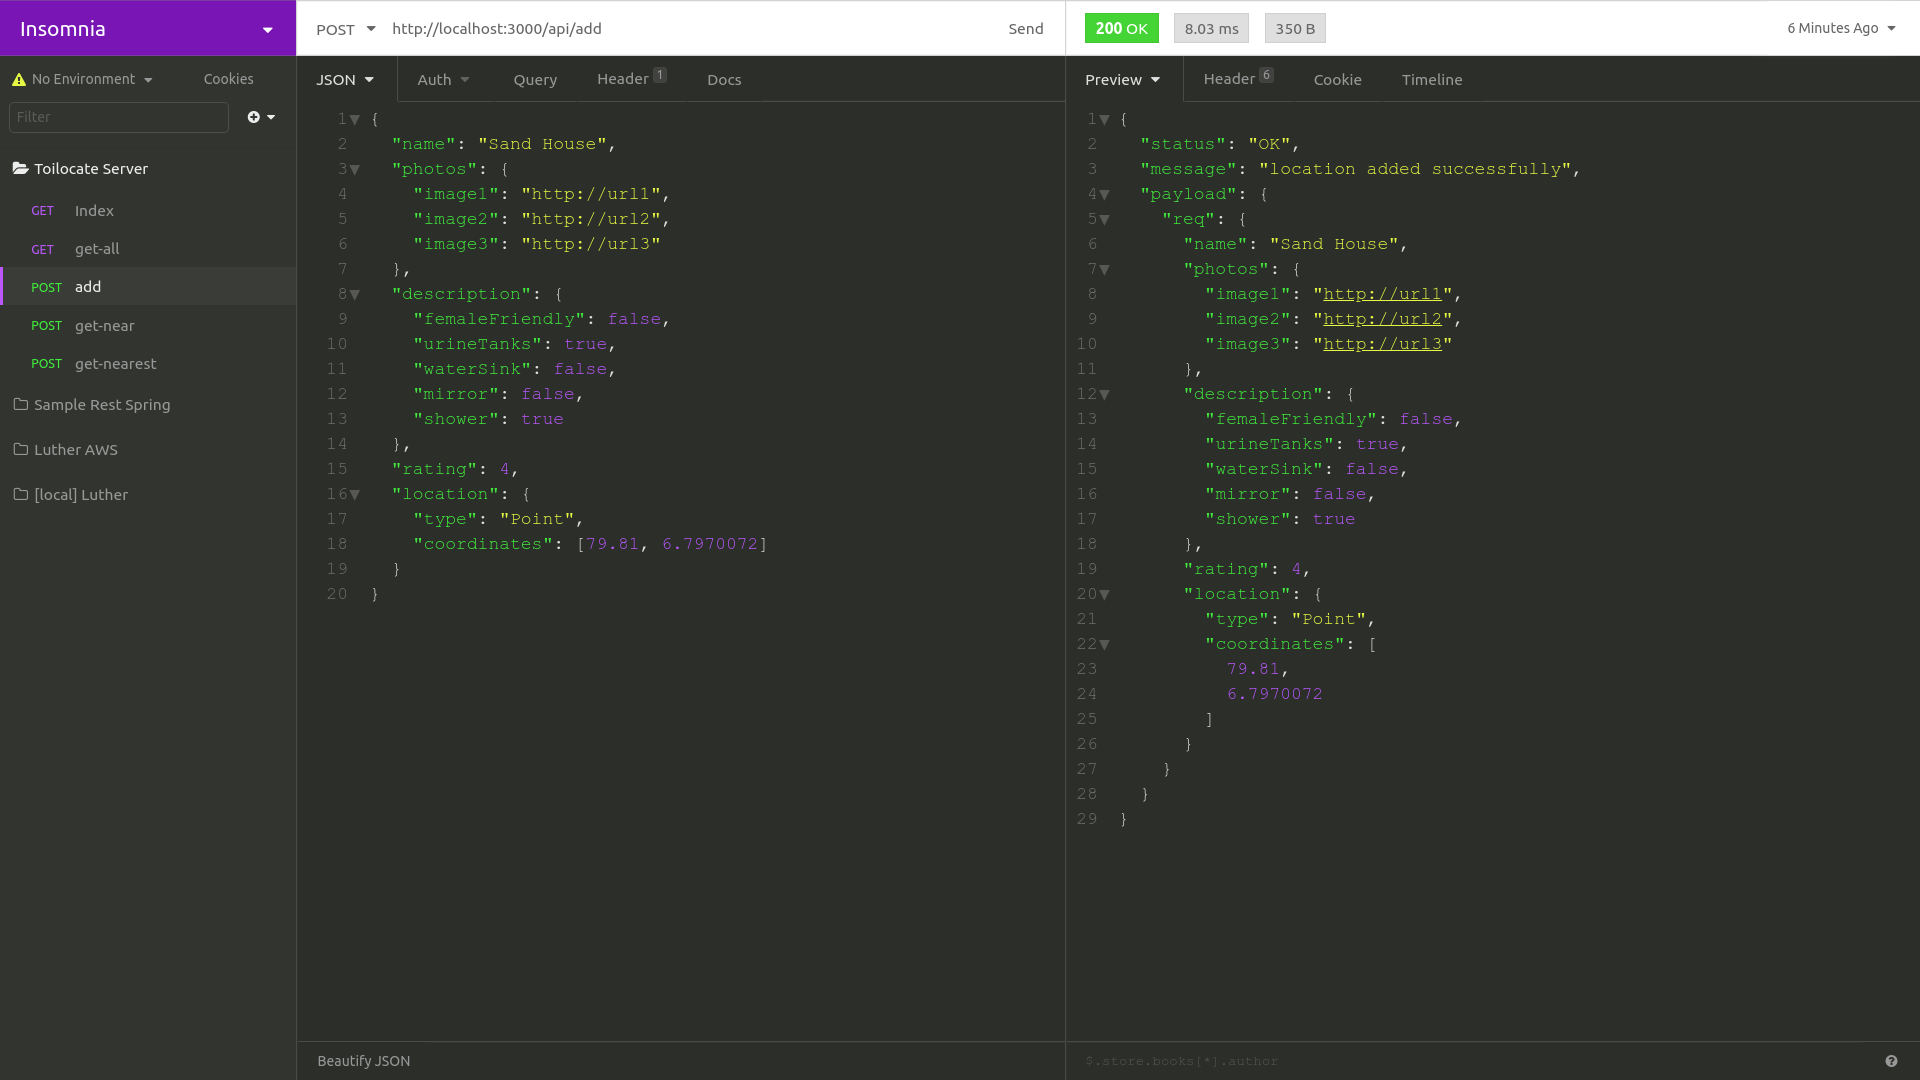 Insomnia
POST http://localhost:3000/api/add Send
200 OK 8.03 ms 350 B 6 Minutes Ago
No Environment Cookies
Filter
Toilocate Server
GET Index
GET get-all
POST add
POST get-near
POST get-nearest
Sample Rest Spring
Luther AWS
[local] Luther
JSON Auth Query Header 1 Docs
1 {
2 "name": "Sand House",
3 "photos": {
4 "image1": "http://url1",
5 "image2": "http://url2",
6 "image3": "http://url3"
7 },
8 "description": {
9 "femaleFriendly": false,
10 "urineTanks": true,
11 "waterSink": false,
12 "mirror": false,
13 "shower": true
14 },
15 "rating": 4,
16 "location": {
17 "type": "Point",
18 "coordinates": [79.81, 6.7970072]
19 }
20 }
Beautify JSON
Preview Header 6 Cookie Timeline
1 {
2 "status": "OK",
3 "message": "location added successfully",
4 "payload": {
5 "req": {
6 "name": "Sand House",
7 "photos": {
8 "image1": "http://url1",
9 "image2": "http://url2",
10 "image3": "http://url3"
11 },
12 "description": {
13 "femaleFriendly": false,
14 "urineTanks": true,
15 "waterSink": false,
16 "mirror": false,
17 "shower": true
18 },
19 "rating": 4,
20 "location": {
21 "type": "Point",
22 "coordinates": [
23 79.81,
24 6.7970072
25 ]
26 }
27 }
28 }
29 }
$.store.books[*].author